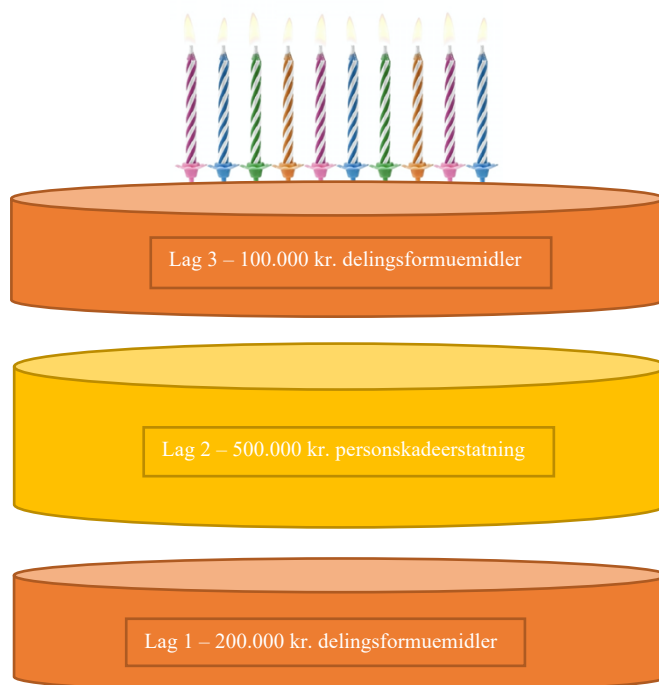 Lag 3 – 100.000 kr. delingsformuemidler
Lag 2 – 500.000 kr. personskadeerstatning
Lag 1 – 200.000 kr. delingsformuemidler